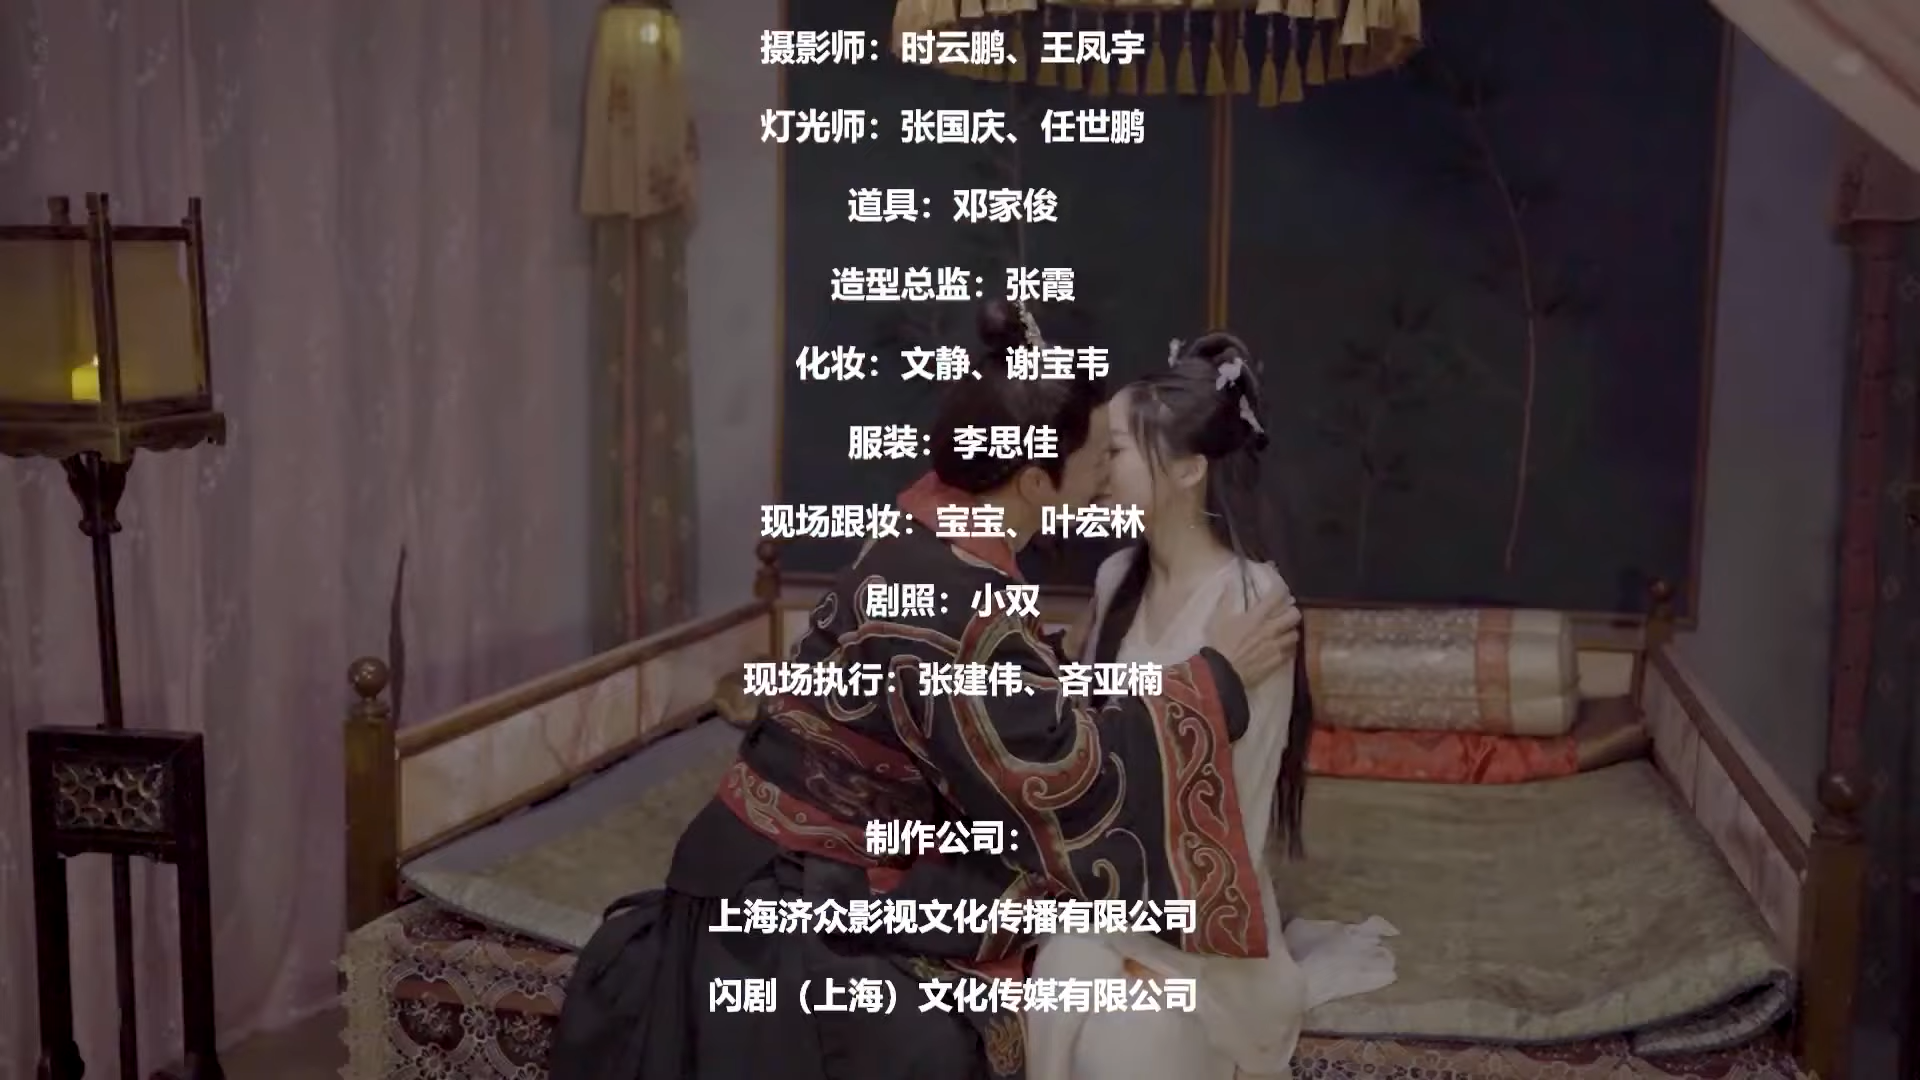 摄影师：时云鹏、王凤宇
灯光师：张国庆、任世鹏
道具：邓家俊
造型总监：张霞
化妆：文静、谢宝韦
服装：李思佳
现场跟妆：宝宝、叶宏林
剧照：小双
现场执行：张建伟、吝亚楠
制作公司：
上海济众影视文化传播有限公司
闪剧（上海）文化传媒有限公司